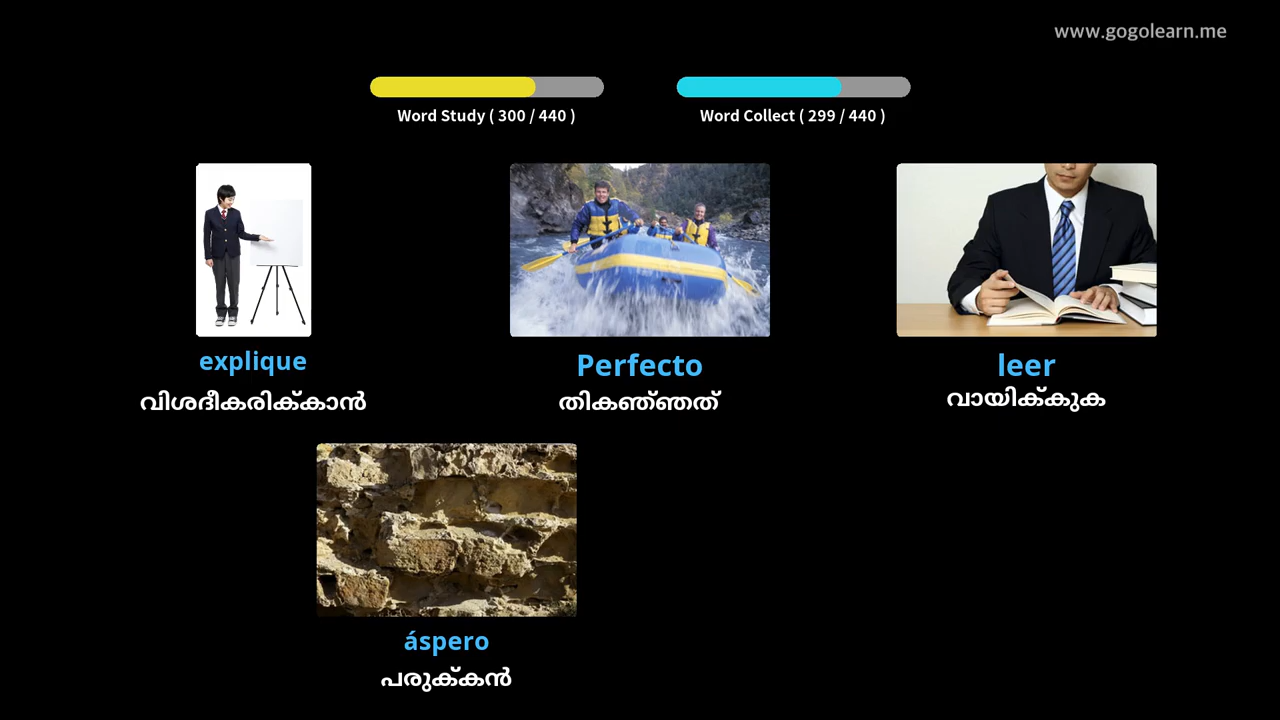 www.gogolearn.me
Word Study ( 300 / 440 )
Word Collect ( 299 / 440 )
explique
വിശദീകരിക്കാൻ
Perfecto
തികഞ്ഞത്
leer
വായിക്കുക
áspero
പരുക്കൻ